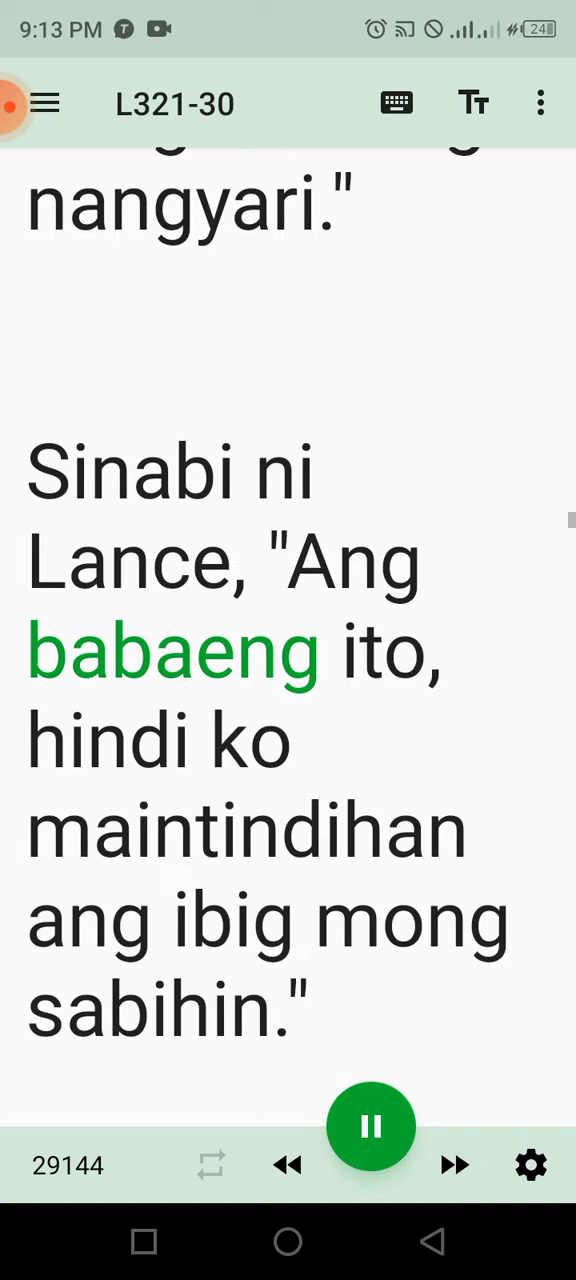 9:13 PM
24
L321-30
nangyari."
Sinabi ni
Lance, "Ang
babaeng ito,
hindi ko
maintindihan
ang ibig mong
sabihin."
29144